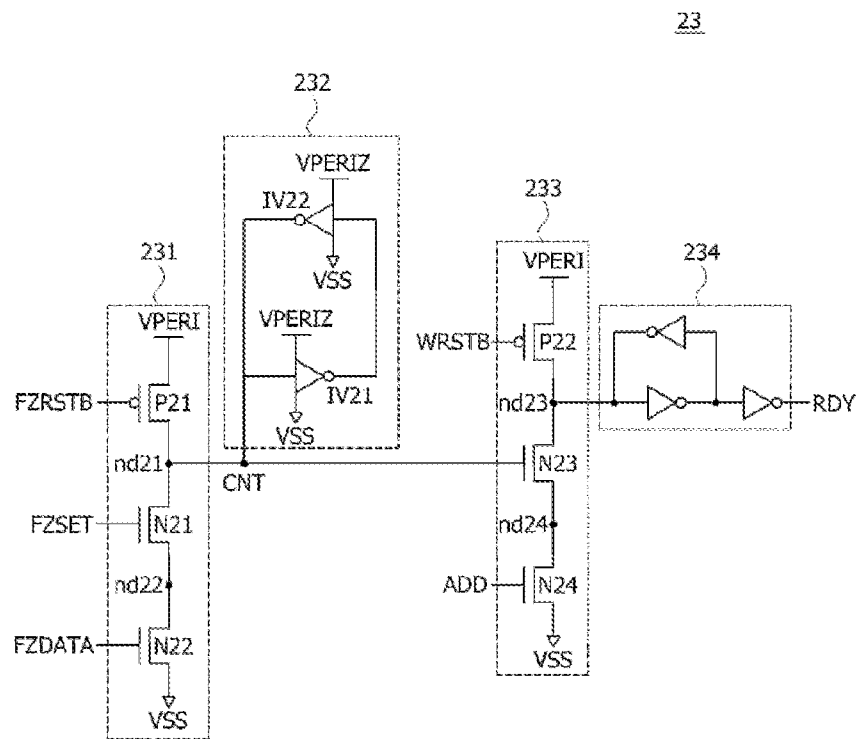 23
232
VPERIZ
IV22
VSS
VPERIZ
IV21
VSS
231
VPERI
FZRSTB
P21
nd21
CNT
FZSET
N21
nd22
FZDATA
N22
VSS
233
VPERI
WRSTB
P22
nd23
N23
nd24
ADD
N24
VSS
234
RDY